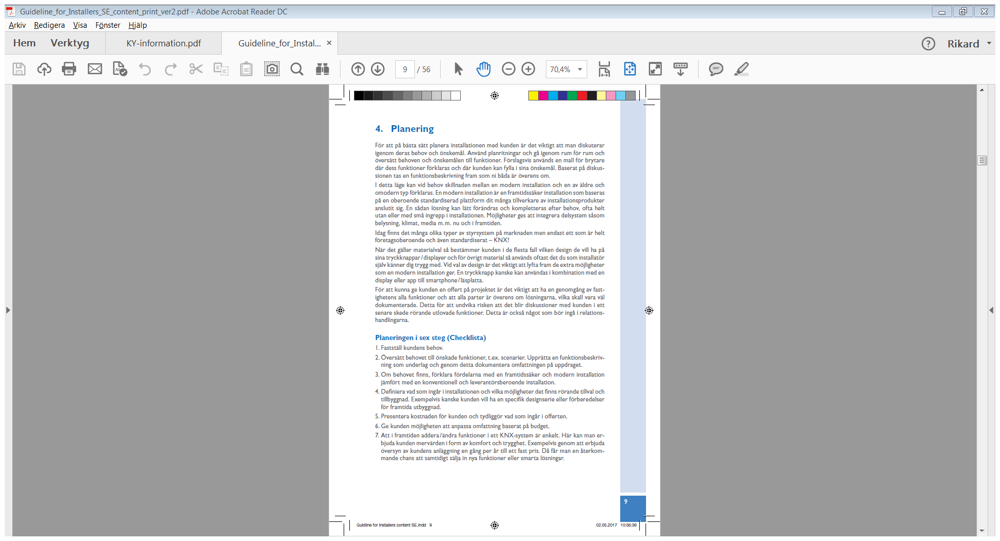 Guideline_for_Installers_SE_content_print_ver2.pdf - Adobe Acrobat Reader DC
Arkiv Redigera Visa Fönster Hjälp
Hem Verktyg KY-information.pdf Guideline_for_Instal... × ? Rikard
9 / 56 70,4%
4. Planering
För att på bästa sätt planera installationen med kunden är det viktigt att man diskuterar
igenom deras behov och önskemål. Använd planritningar och gå igenom rum för rum och
översätt behoven och önskemålen till funktioner. Förslagsvis används en mall för brytare
där dess funktioner förklaras och där kunden kan fylla i sina önskemål. Baserat på diskus-
sionen tas en funktionsbeskrivning fram som ni båda är överens om.
I detta läge kan vid behov skillnaden mellan en modern installation och en av äldre och
omodern typ förklaras. En modern installation är en framtidssäker installation som baseras
på en oberoende standardiserad plattform dit många tillverkare av installationsprodukter
anslutit sig. En sådan lösning kan lätt förändras och kompletteras efter behov, ofta helt
utan eller med små ingrepp i installationen. Möjligheter ges att integrera delsystem såsom
belysning, klimat, media m.m. nu och i framtiden.
Idag finns det många olika typer av styrsystem på marknaden men endast ett som är helt
företagsoberoende och även standardiserat – KNX!
När det gäller materialval så bestämmer kunden i de flesta fall vilken design de vill ha på
sina tryckknappar/displayer och för övrigt material så används oftast det du som installatör
själv känner dig trygg med. Vid val av design är det viktigt att lyfta fram de extra möjligheter
som en modern installation ger. En tryckknapp kanske kan användas i kombination med en
display eller app till smartphone/läsplatta.
För att kunna ge kunden en offert på projektet är det viktigt att ha en genomgång av fast-
ighetens alla funktioner och att alla parter är överens om lösningarna, vilka skall vara väl
dokumenterade. Detta för att undvika risken att det blir diskussioner med kunden i ett
senare skede rörande utlovade funktioner. Detta är också något som bör ingå i relations-
handlingarna.
Planeringen i sex steg (Checklista)
1. Fastställ kundens behov.
2. Översätt behovet till önskade funktioner, t.ex. scenarier. Upprätta en funktionsbeskriv-
ning som underlag och genom detta dokumentera omfattningen på uppdraget.
3. Om behovet finns, förklara fördelarna med en framtidssäker och modern installation
jämfört med en konventionell och leverantörsberoende installation.
4. Definiera vad som ingår i installationen och vilka möjligheter det finns rörande tillval och
tillbyggnad. Exempelvis kanske kunden vill ha en specifik designserie eller förberedelser
för framtida utbyggnad.
5. Presentera kostnaden för kunden och tydliggör vad som ingår i offerten.
6. Ge kunden möjligheten att anpassa omfattning baserat på budget.
7. Att i framtiden addera/ändra funktioner i ett KNX-system är enkelt. Här kan man er-
bjuda kunden mervärden i form av komfort och trygghet. Exempelvis genom att erbjuda
översyn av kundens anläggning en gång per år till ett fast pris. Då får man en återkom-
mande chans att samtidigt sälja in nya funktioner eller smarta lösningar.
9
Guidline for Installers content SE.indd 9 02.05.2017 10:56:36